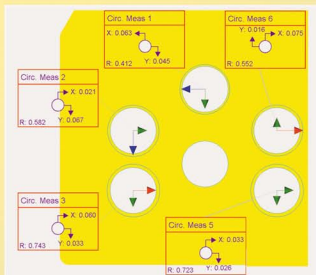 Circ. Meas 1
X: 0.063
Y: 0.045
R: 0.412
Circ. Meas 6
Y: 0.016
X: 0.075
R: 0.552
Circ. Meas 2
X: 0.021
Y: 0.067
R: 0.582
Circ. Meas 3
X: 0.060
Y: 0.033
R: 0.743
Circ. Meas 5
X: 0.033
Y: 0.026
R: 0.723